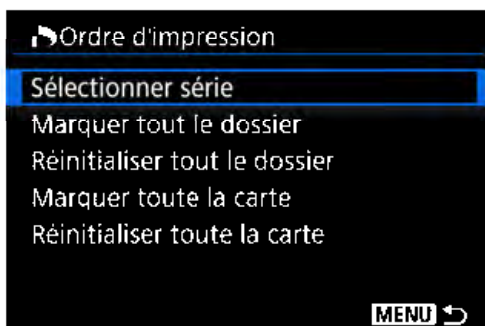 Ordre d'impression
Sélectionner série
Marquer tout le dossier
Réinitialiser tout le dossier
Marquer toute la carte
Réinitialiser toute la carte
MENU